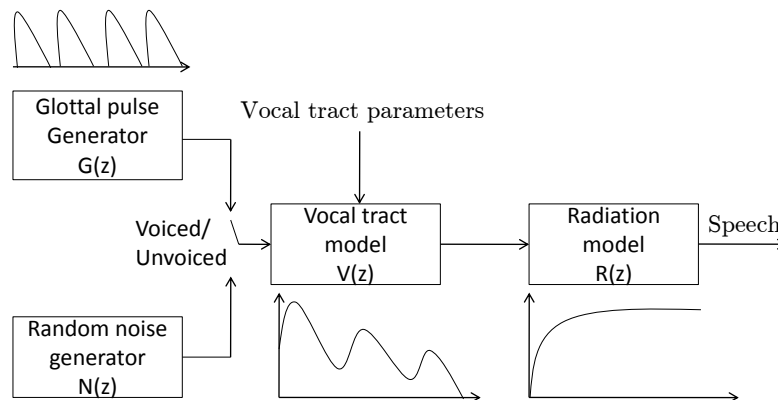 Glottal pulse
Generator
G(z)
Vocal tract parameters
Voiced/
Unvoiced
Vocal tract
model
V(z)
Radiation
model
R(z)
Speech
Random noise
generator
N(z)